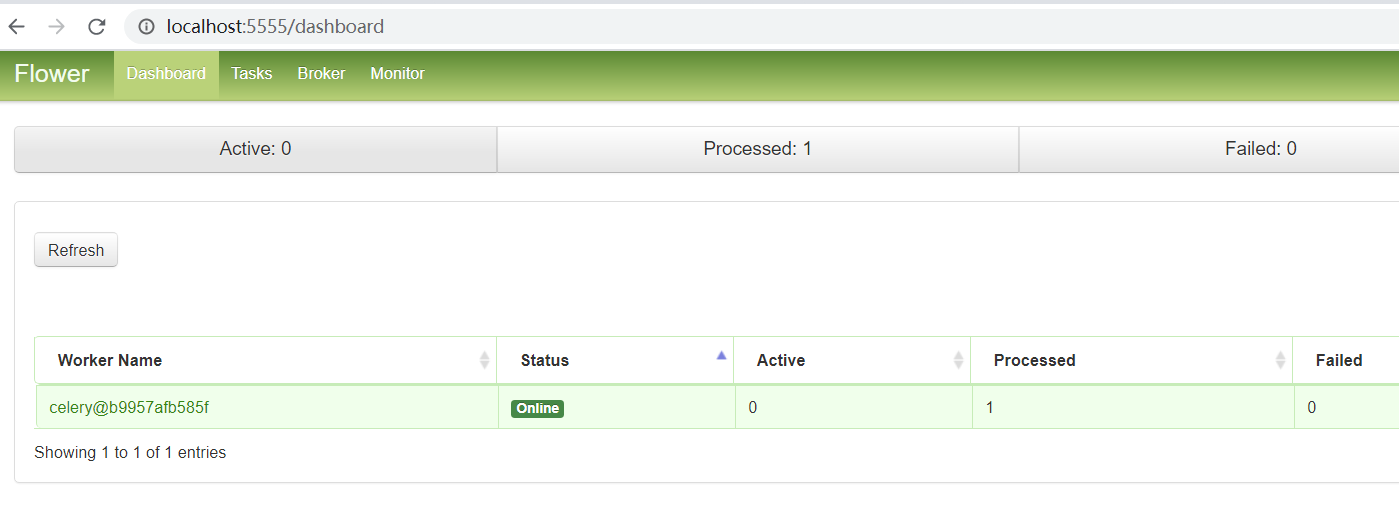 localhost:5555/dashboard
Flower Dashboard Tasks Broker Monitor
Active: 0 Processed: 1 Failed: 0
Refresh
Worker Name Status Active Processed Failed
celery@b9957afb585f Online 0 1 0
Showing 1 to 1 of 1 entries